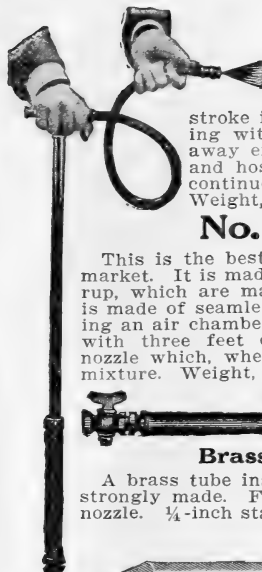 stroke i
ing wit
away e
and hos
continu
Weight,
No.
This is the best
market. It is mad
rup, which are ma
is made of seamle
ing an air chambe
with three feet o
nozzle which, whe
mixture. Weight,
Brass
A brass tube ins
strongly made. F
nozzle. ¼-inch sta